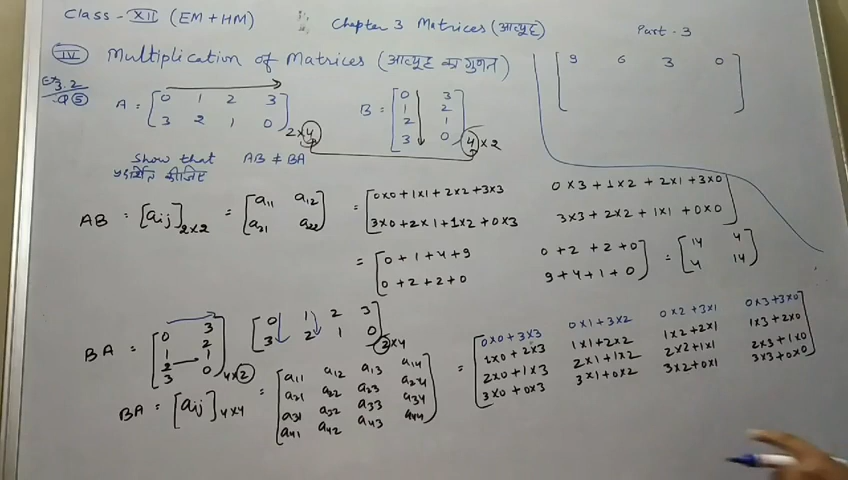 Class - XII (EM + HM) Chapter 3 Matrices (आव्यूह) Part - 3
IV Multiplication of Matrices (आव्यूह का गुणन)
Ex 3.2
Q 5
A = [0 1 2 3
3 2 1 0] 2×4
B = [0 3
1 2
2 1
3 0] 4×2
[9 6 3 0]
Show that AB ≠ BA
प्रदर्शित कीजिए
AB = [aij]2×2 = [a11 a12
a21 a22]
= [0×0+1×1+2×2+3×3 0×3+1×2+2×1+3×0
3×0+2×1+1×2+0×3 3×3+2×2+1×1+0×0]
= [0+1+4+9 0+2+2+0
0+2+2+0 9+4+1+0]
= [14 4
4 14]
BA = [0 3
1 2
2 1
3 0] 4×2
[0 1 2 3
3 2 1 0] 2×4
BA = [aij]4×4 = [a11 a12 a13 a14
a21 a22 a23 a24
a31 a32 a33 a34
a41 a42 a43 a44]
= [0×0+3×3 0×1+3×2 0×2+3×1 0×3+3×0
1×0+2×3 1×1+2×2 1×2+2×1 1×3+2×0
2×0+1×3 2×1+1×2 2×2+1×1 2×3+1×0
3×0+0×3 3×1+0×2 3×2+0×1 3×3+0×0]